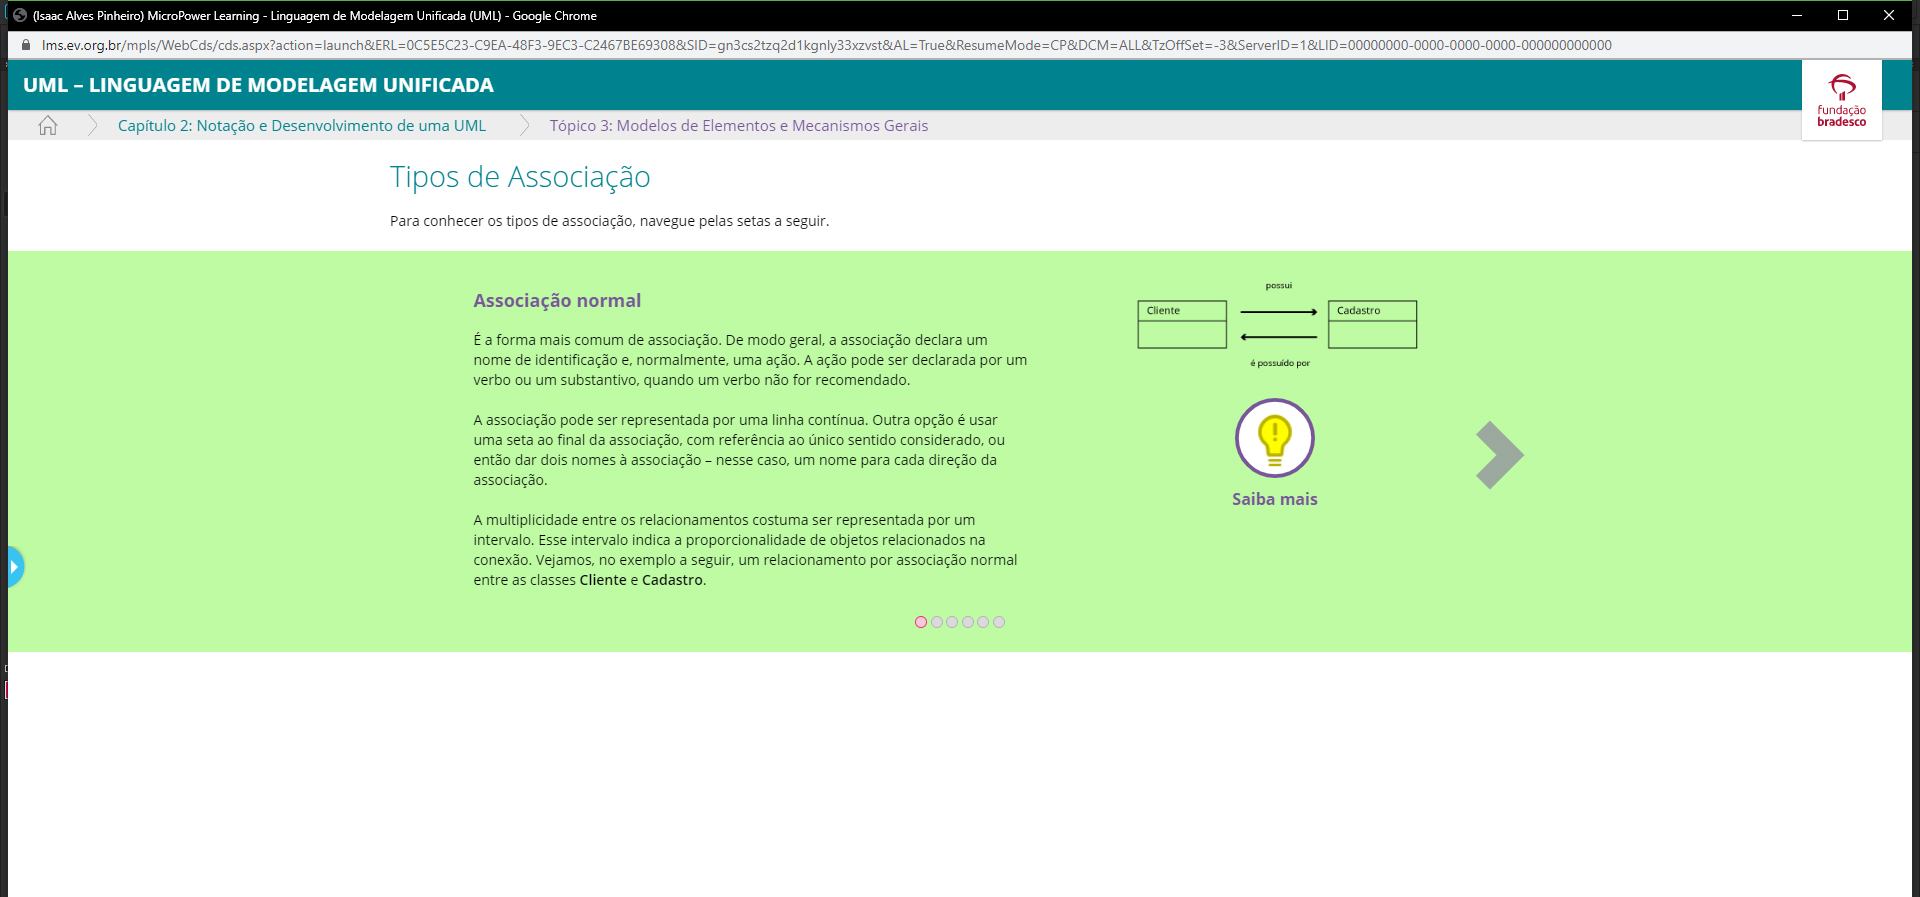 (Isaac Alves Pinheiro) MicroPower Learning - Linguagem de Modelagem Unificada (UML) - Google Chrome
lms.ev.org.br/mpls/WebCds/cds.aspx?action=launch&ERL=0C5E5C23-C9EA-48F3-9EC3-C2467BE69308&SID=gn3cs2tzq2d1kgnly33xzvst&AL=True&ResumeMode=CP&DCM=ALL&TzOffSet=-3&ServerID=1&LID=00000000-0000-0000-0000-000000000000
UML – LINGUAGEM DE MODELAGEM UNIFICADA
fundação
bradesco
Capítulo 2: Notação e Desenvolvimento de uma UML
Tópico 3: Modelos de Elementos e Mecanismos Gerais
Tipos de Associação
Para conhecer os tipos de associação, navegue pelas setas a seguir.
Associação normal
É a forma mais comum de associação. De modo geral, a associação declara um
nome de identificação e, normalmente, uma ação. A ação pode ser declarada por um
verbo ou um substantivo, quando um verbo não for recomendado.
A associação pode ser representada por uma linha contínua. Outra opção é usar
uma seta ao final da associação, com referência ao único sentido considerado, ou
então dar dois nomes à associação – nesse caso, um nome para cada direção da
associação.
A multiplicidade entre os relacionamentos costuma ser representada por um
intervalo. Esse intervalo indica a proporcionalidade de objetos relacionados na
conexão. Vejamos, no exemplo a seguir, um relacionamento por associação normal
entre as classes Cliente e Cadastro.
possui
Cliente
Cadastro
é possuído por
Saiba mais